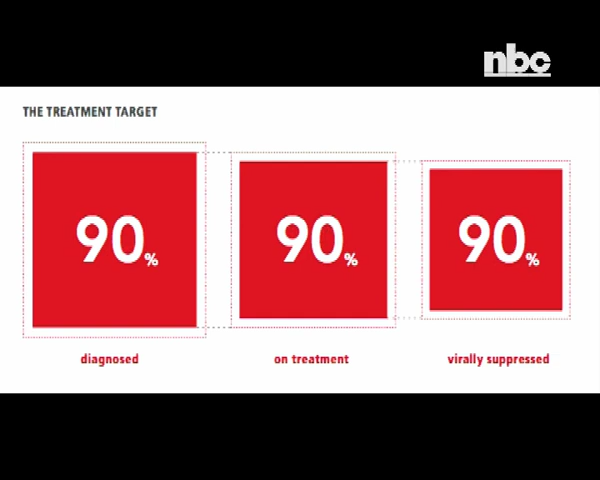 nbc
THE TREATMENT TARGET
90%
90%
90%
diagnosed
on treatment
virally suppressed